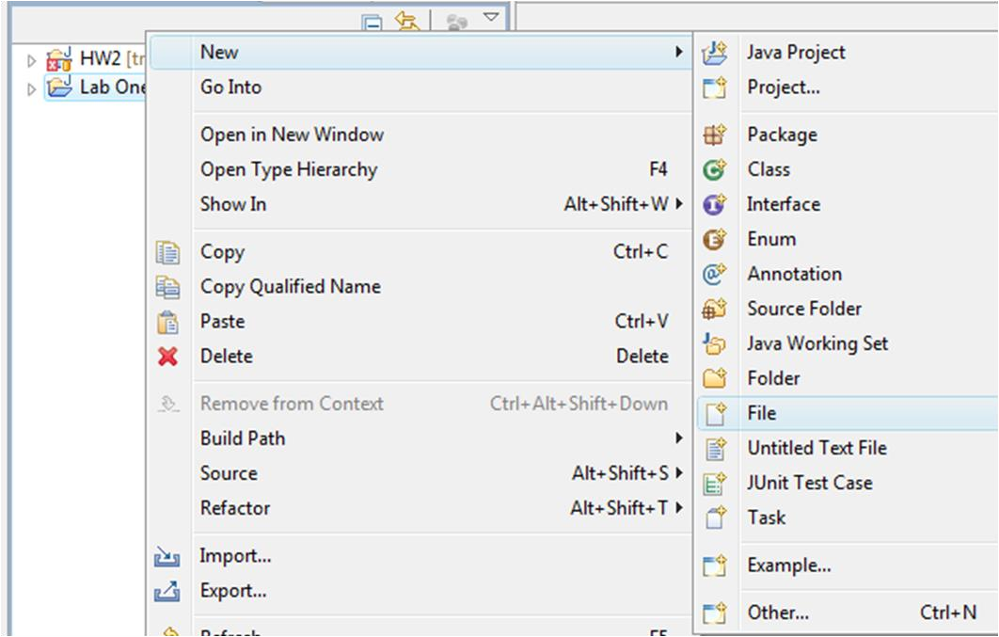 HW2 [tr
Lab One
New
Go Into
Open in New Window
Open Type Hierarchy F4
Show In Alt+Shift+W
Copy Ctrl+C
Copy Qualified Name
Paste Ctrl+V
Delete Delete
Remove from Context Ctrl+Alt+Shift+Down
Build Path
Source Alt+Shift+S
Refactor Alt+Shift+T
Import...
Export...
Refresh F5
Java Project
Project...
Package
Class
Interface
Enum
Annotation
Source Folder
Java Working Set
Folder
File
Untitled Text File
JUnit Test Case
Task
Example...
Other... Ctrl+N